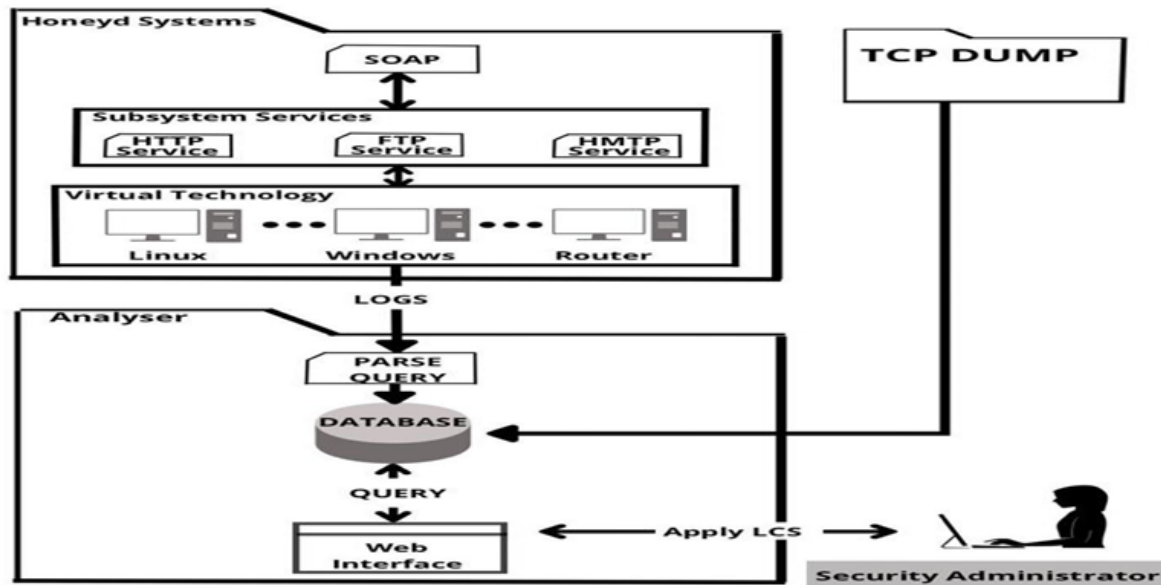 Honeyd Systems
SOAP
TCP DUMP
Subsystem Services
HTTP
Service
FTP
Service
HMTP
Service
Virtual Technology
Linux
Windows
Router
LOGS
Analyser
PARSE
QUERY
DATABASE
QUERY
Web
Interface
Apply LCS
Security Administrator